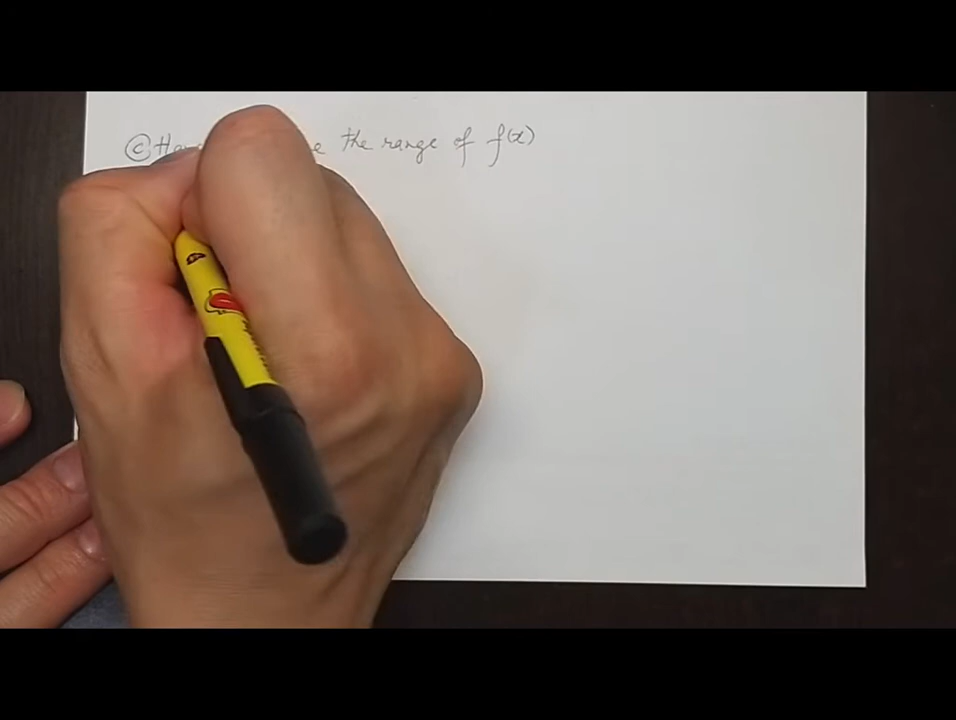 Ⓒ the range of f(x)